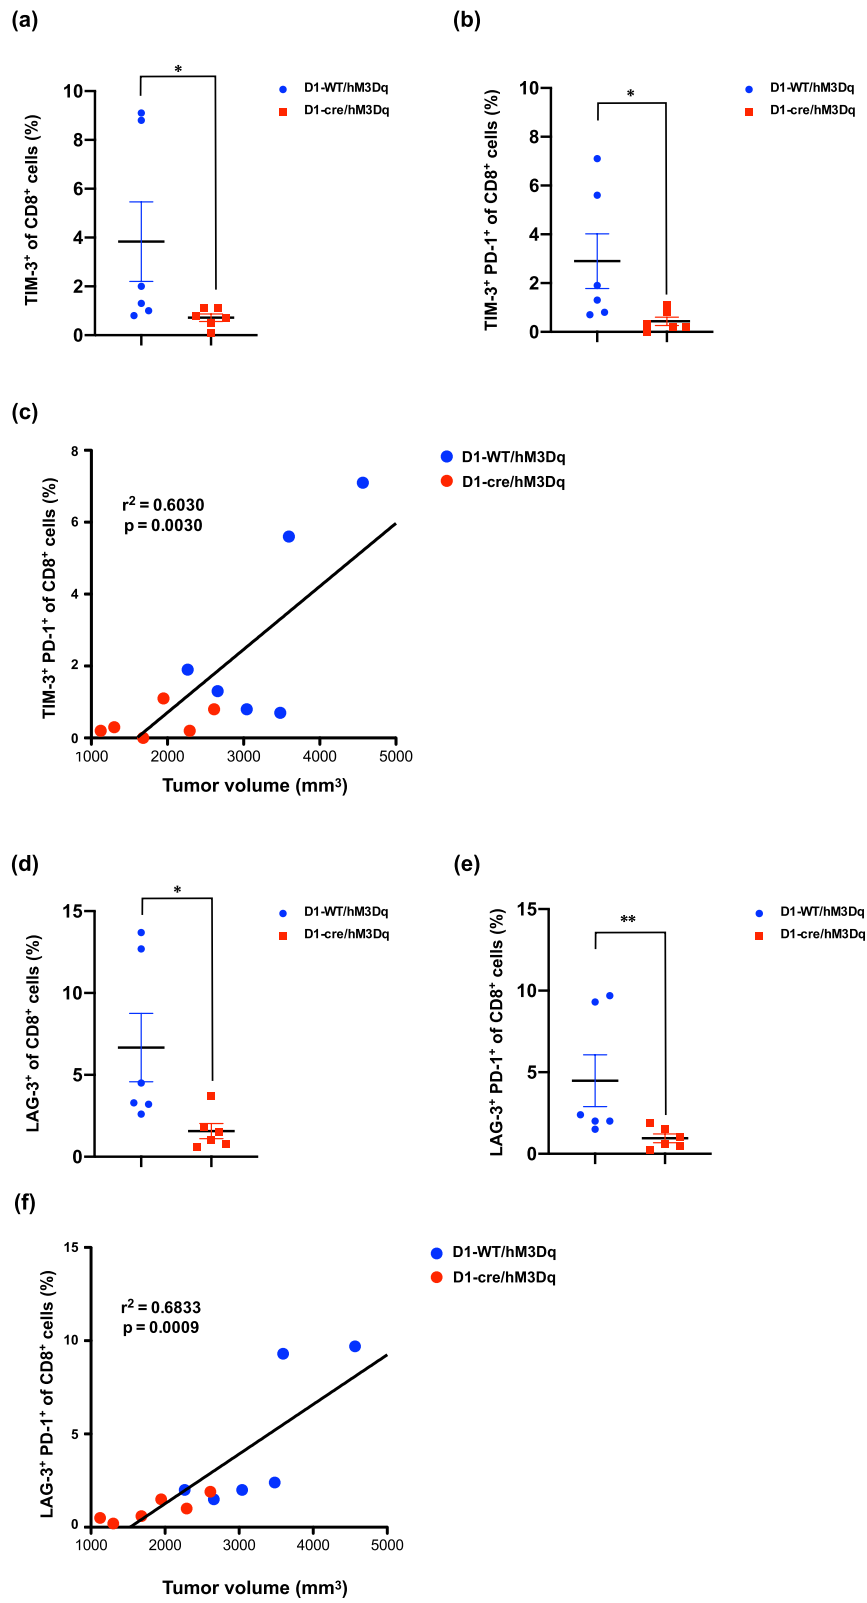 (a)
*
D1-WT/hM3Dq
D1-cre/hM3Dq
TIM-3⁺ of CD8⁺ cells (%)
10
8
6
4
2
0
(b)
*
D1-WT/hM3Dq
D1-cre/hM3Dq
TIM-3⁺ PD-1⁺ of CD8⁺ cells (%)
10
8
6
4
2
0
(c)
D1-WT/hM3Dq
D1-cre/hM3Dq
r² = 0.6030
p = 0.0030
TIM-3⁺ PD-1⁺ of CD8⁺ cells (%)
8
6
4
2
0
1000 2000 3000 4000 5000
Tumor volume (mm³)
(d)
*
D1-WT/hM3Dq
D1-cre/hM3Dq
LAG-3⁺ of CD8⁺ cells (%)
15
10
5
0
(e)
**
D1-WT/hM3Dq
D1-cre/hM3Dq
LAG-3⁺ PD-1⁺ of CD8⁺ cells (%)
15
10
5
0
(f)
D1-WT/hM3Dq
D1-cre/hM3Dq
r² = 0.6833
p = 0.0009
LAG-3⁺ PD-1⁺ of CD8⁺ cells (%)
15
10
5
0
1000 2000 3000 4000 5000
Tumor volume (mm³)